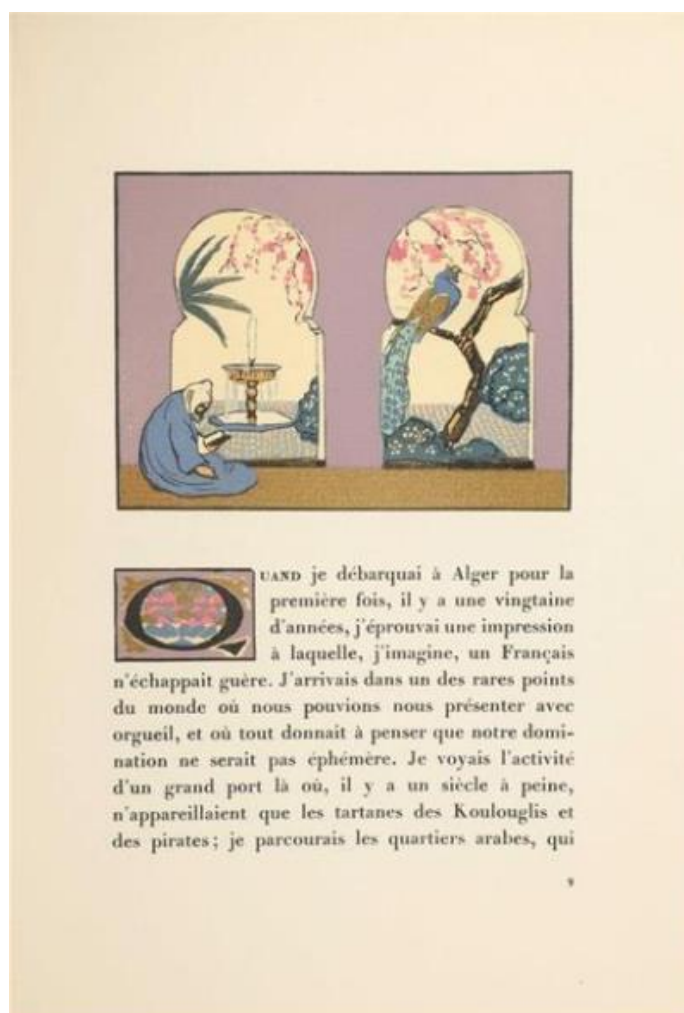 QUAND je débarquai à Alger pour la
première fois, il y a une vingtaine
d'années, j'éprouvai une impression
à laquelle, j'imagine, un Français
n'échappait guère. J'arrivais dans un des rares points
du monde où nous pouvions nous présenter avec
orgueil, et où tout donnait à penser que notre domi-
nation ne serait pas éphémère. Je voyais l'activité
d'un grand port là où, il y a un siècle à peine,
n'appareillaient que les tartanes des Koulouglis et
des pirates; je parcourais les quartiers arabes, qui
9